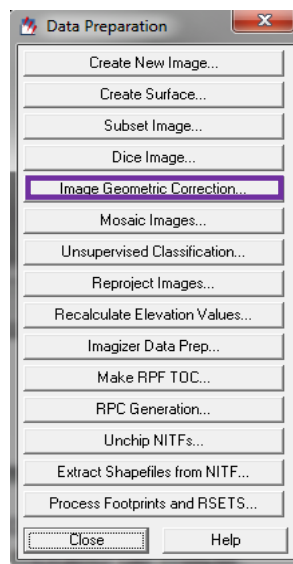 Data Preparation
Create New Image...
Create Surface...
Subset Image...
Dice Image...
Image Geometric Correction...
Mosaic Images...
Unsupervised Classification...
Reproject Images...
Recalculate Elevation Values...
Imagizer Data Prep...
Make RPF TOC...
RPC Generation...
Unchip NITFs...
Extract Shapefiles from NITF...
Process Footprints and RSETS...
Close Help